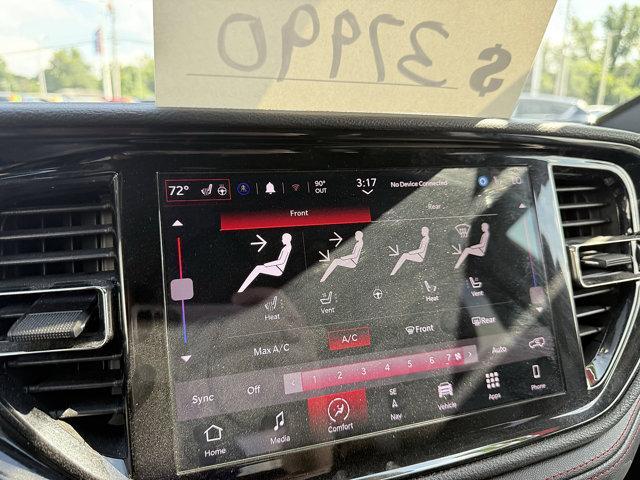 $37990
72° 90° OUT 3:17 No Device Connected
Front Rear
Heat Vent Heat Vent
Max A/C A/C Front Rear
Sync Off 1 2 3 4 5 6 7 Auto
Home Media Comfort SE Nav Vehicle Apps Phone